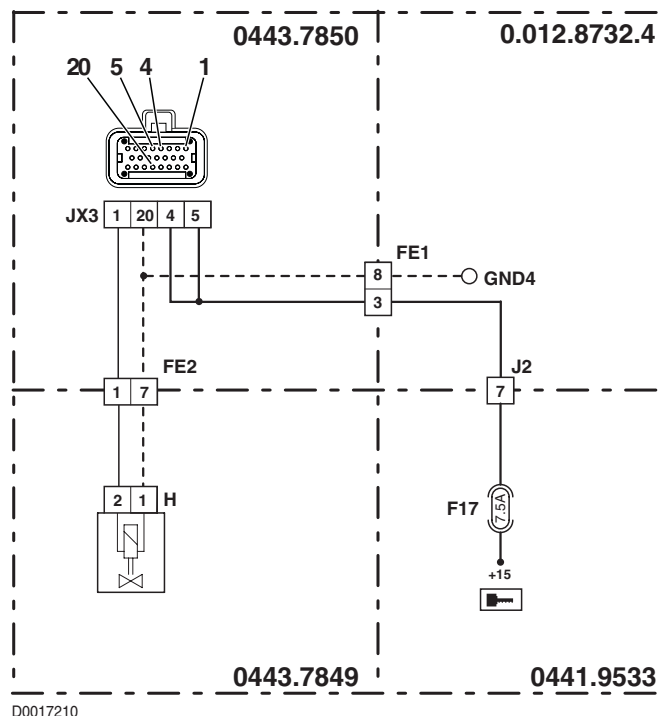 0443.7850 0.012.8732.4
20 5 4 1
JX3 1 20 4 5
FE1
8 GND4
3
FE2 J2
1 7 7
2 1 H
F17 7.5A
+15
0443.7849 0441.9533
D0017210